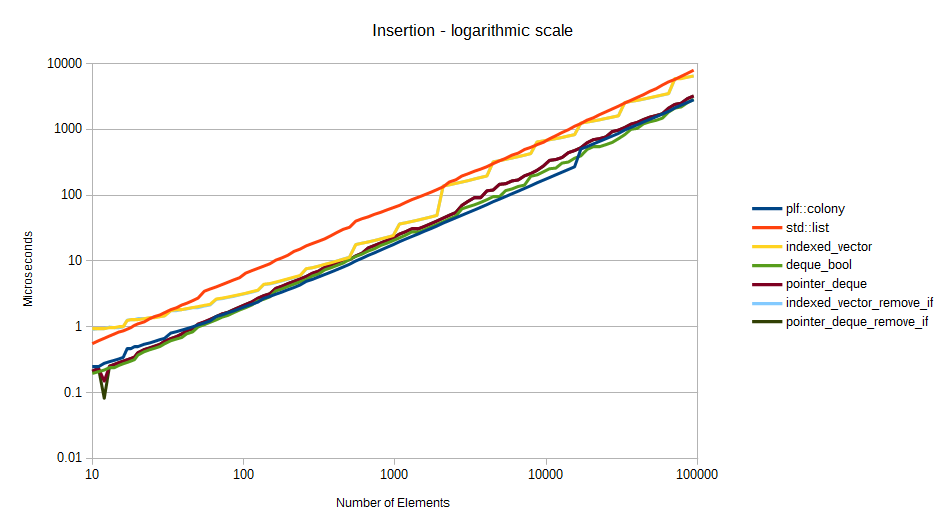 Insertion - logarithmic scale
10000
1000
100
10
1
0.1
0.01
Microseconds
10 100 1000 10000 100000
Number of Elements
plf::colony
std::list
indexed_vector
deque_bool
pointer_deque
indexed_vector_remove_if
pointer_deque_remove_if